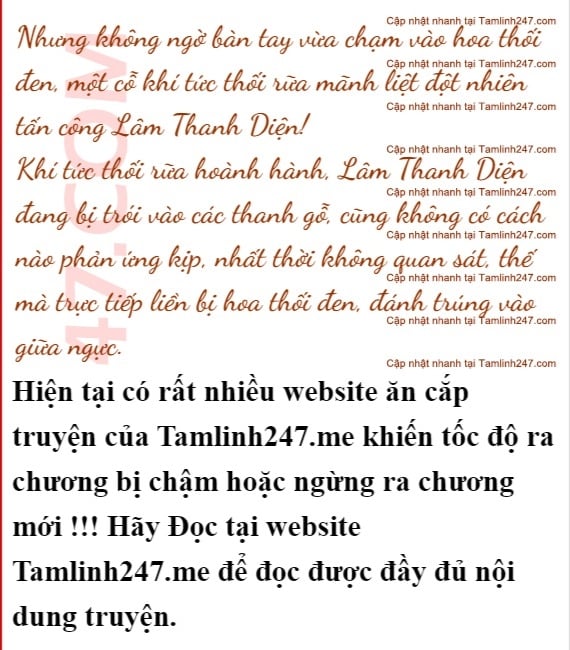 Cập nhật nhanh tại Tamlinh247.com
Nhưng không ngờ bàn tay vừa chạm vào hoa thối
Cập nhật nhanh tại Tamlinh247.com
đen, một cỗ khí tức thối rữa mãnh liệt đột nhiên
Cập nhật nhanh tại Tamlinh247.com
tấn công Lâm Thanh Diện!
Cập nhật nhanh tại Tamlinh247.com
Khí tức thối rữa hoành hành, Lâm Thanh Diện
Cập nhật nhanh tại Tamlinh247.com
đang bị trói vào các thanh gỗ, cũng không có cách
Cập nhật nhanh tại Tamlinh247.com
nào phản ứng kịp, nhất thời không quan sát, thế
Cập nhật nhanh tại Tamlinh247.com
mà trực tiếp liền bị hoa thối đen, đánh trúng vào
Cập nhật nhanh tại Tamlinh247.com
giữa ngực.
Cập nhật nhanh tại Tamlinh247.com
47.COM
Hiện tại có rất nhiều website ăn cắp
truyện của Tamlinh247.me khiến tốc độ ra
chương bị chậm hoặc ngừng ra chương
mới !!! Hãy Đọc tại website
Tamlinh247.me để đọc được đầy đủ nội
dung truyện.